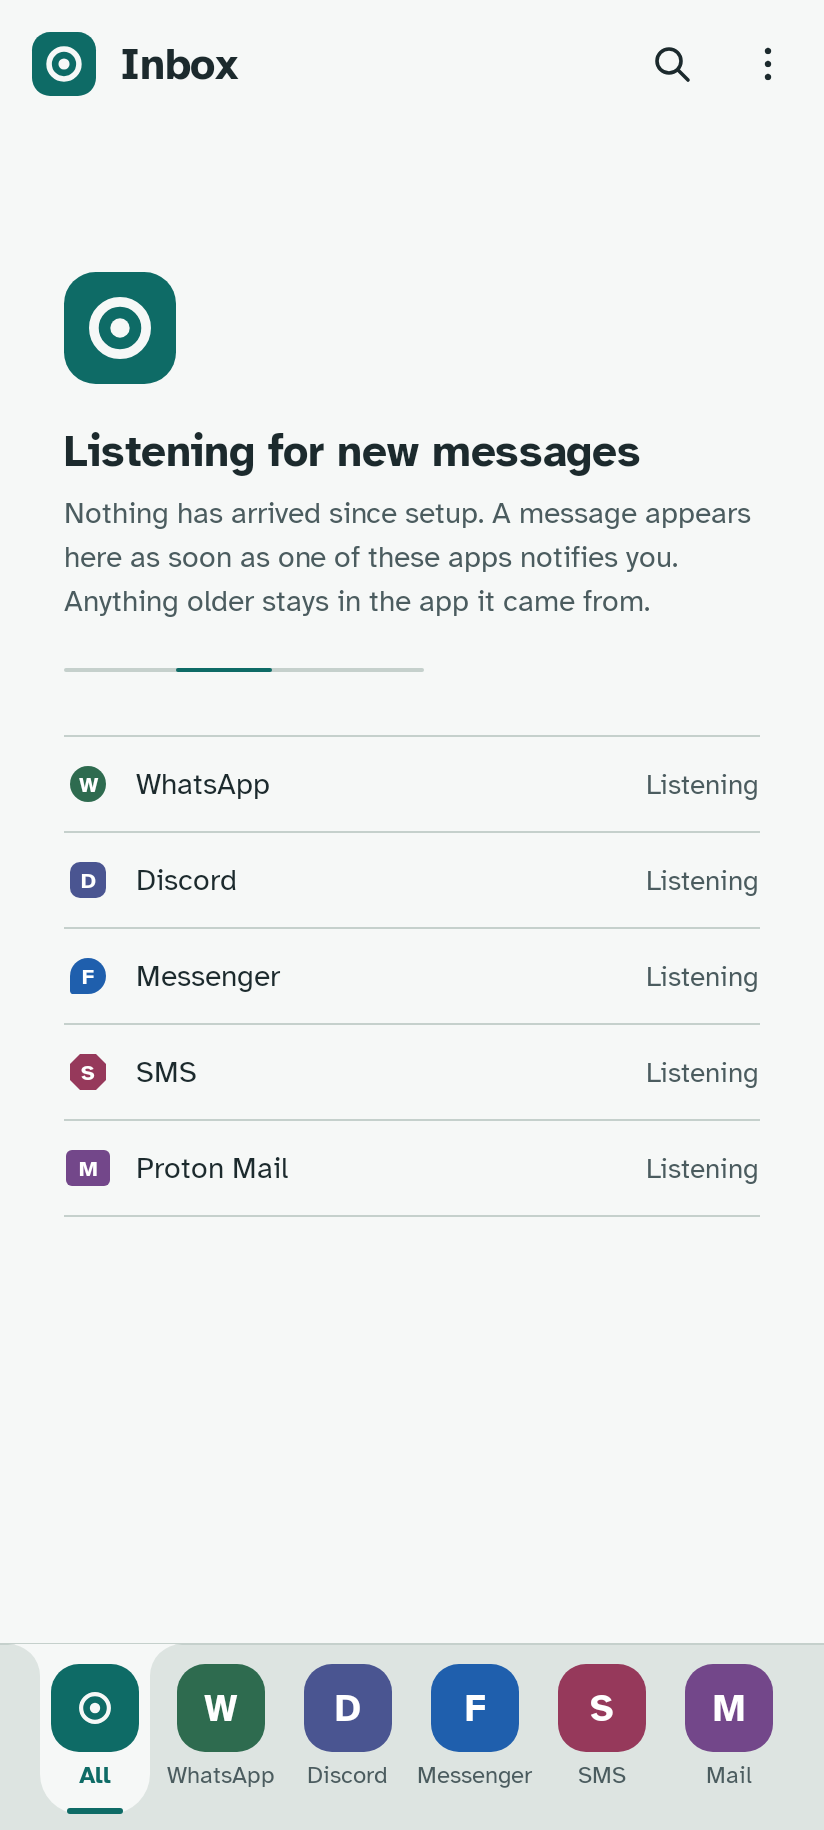 Inbox
Listening for new messages
Nothing has arrived since setup. A message appears
here as soon as one of these apps notifies you.
Anything older stays in the app it came from.
W WhatsApp Listening
D Discord Listening
F Messenger Listening
S SMS Listening
M Proton Mail Listening
W D F S M
All WhatsApp Discord Messenger SMS Mail